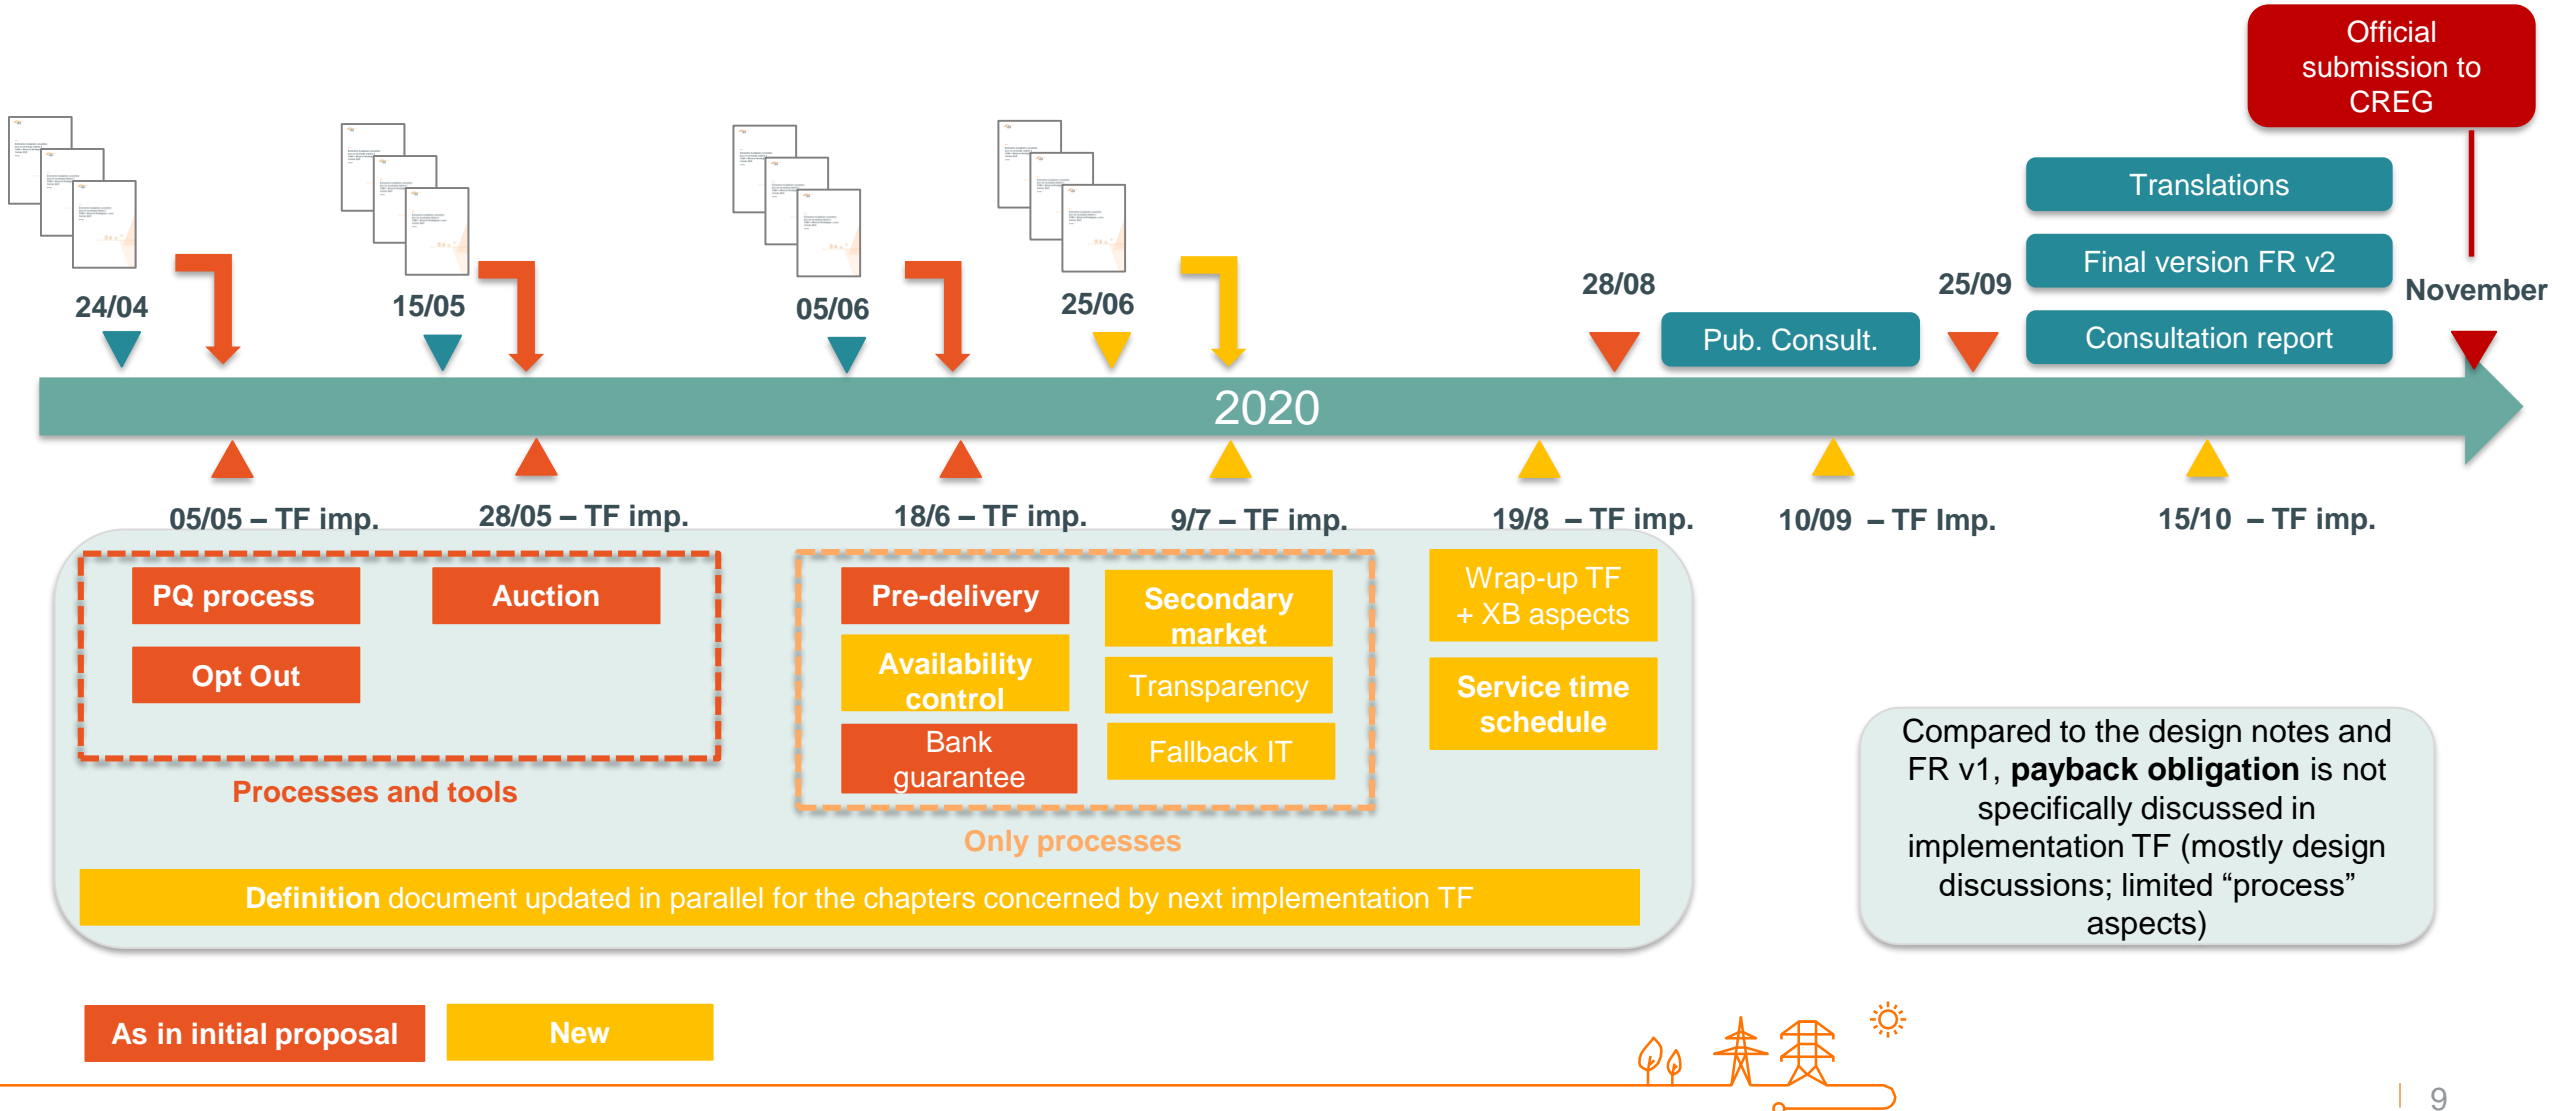 Official
submission to
CREG
Translations
Final version FR v2
Consultation report
24/04
15/05
05/06
25/06
28/08
Pub. Consult.
25/09
November
2020
05/05 – TF imp.
28/05 – TF imp.
18/6 – TF imp.
9/7 – TF imp.
19/8 – TF imp.
10/09 – TF Imp.
15/10 – TF imp.
PQ process
Opt Out
Auction
Processes and tools
Pre-delivery
Availability
control
Bank
guarantee
Secondary
market
Transparency
Fallback IT
Only processes
Wrap-up TF
+ XB aspects
Service time
schedule
Definition document updated in parallel for the chapters concerned by next implementation TF
Compared to the design notes and
FR v1, payback obligation is not
specifically discussed in
implementation TF (mostly design
discussions; limited “process”
aspects)
As in initial proposal
New
9